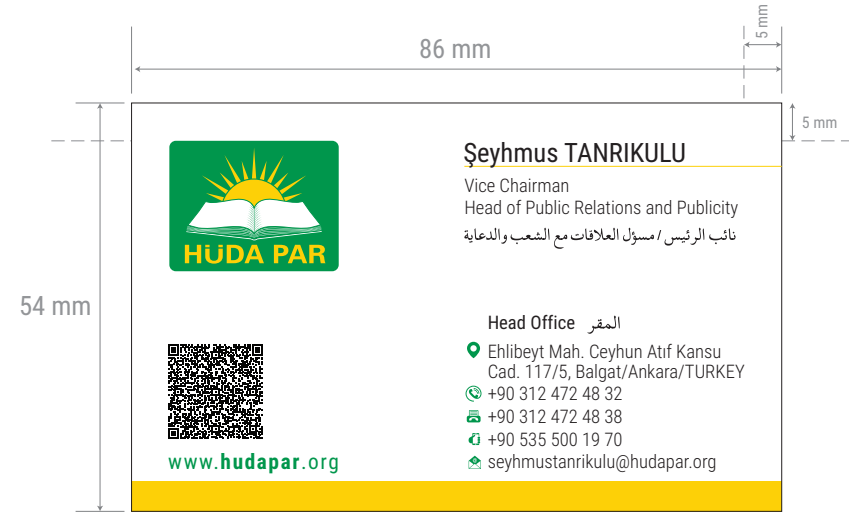 5 mm
86 mm
5 mm
54 mm
HÜDA PAR
www.hudapar.org
Şeyhmus TANRIKULU
Vice Chairman
Head of Public Relations and Publicity
نائب الرئيس / مسؤل العلاقات مع الشعب والدعاية
Head Office المقر
Ehlibeyt Mah. Ceyhun Atıf Kansu
Cad. 117/5, Balgat/Ankara/TURKEY
+90 312 472 48 32
+90 312 472 48 38
+90 535 500 19 70
seyhmustanrikulu@hudapar.org